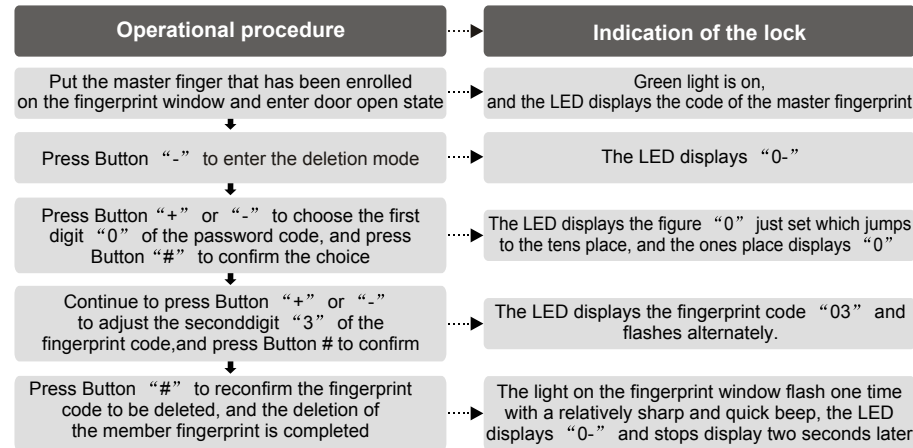 Operational procedure
Indication of the lock
Put the master finger that has been enrolled
on the fingerprint window and enter door open state
Green light is on,
and the LED displays the code of the master fingerprint
Press Button “-” to enter the deletion mode
The LED displays “0-”
Press Button “+” or “-” to choose the first
digit “0” of the password code, and press
Button “#” to confirm the choice
The LED displays the figure “0” just set which jumps
to the tens place, and the ones place displays “0”
Continue to press Button “+” or “-”
to adjust the seconddigit “3” of the
fingerprint code,and press Button # to confirm
The LED displays the fingerprint code “03” and
flashes alternately.
Press Button “#” to reconfirm the fingerprint
code to be deleted, and the deletion of
the member fingerprint is completed
The light on the fingerprint window flash one time
with a relatively sharp and quick beep, the LED
displays “0-” and stops display two seconds later